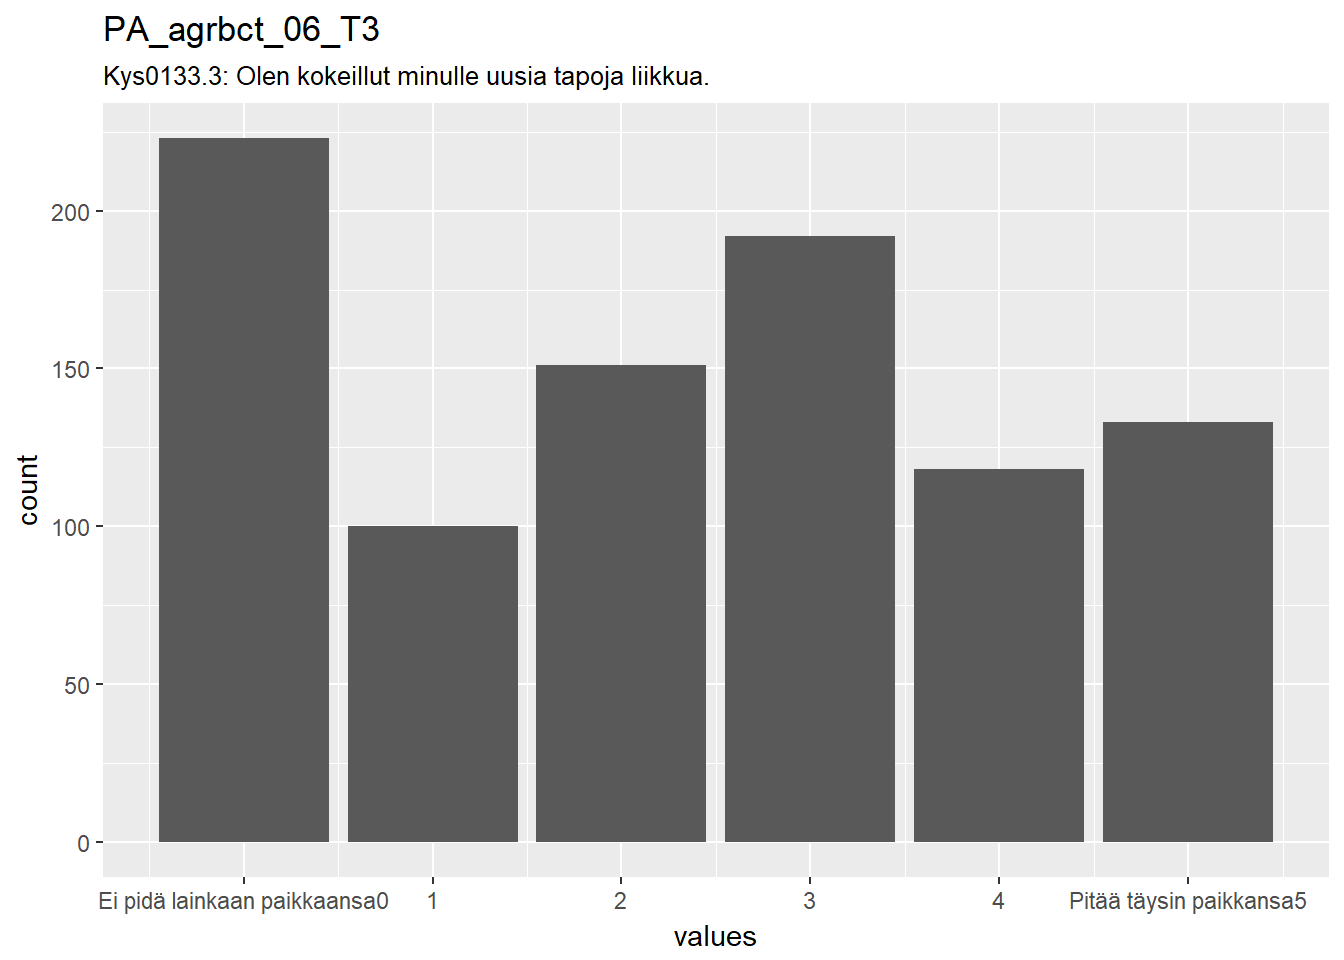 PA_agrbct_06_T3
Kys0133.3: Olen kokeillut minulle uusia tapoja liikkua.
200
150
100
50
0
count
Ei pidä lainkaan paikkaansa0 1 2 3 4 Pitää täysin paikkansa5
values